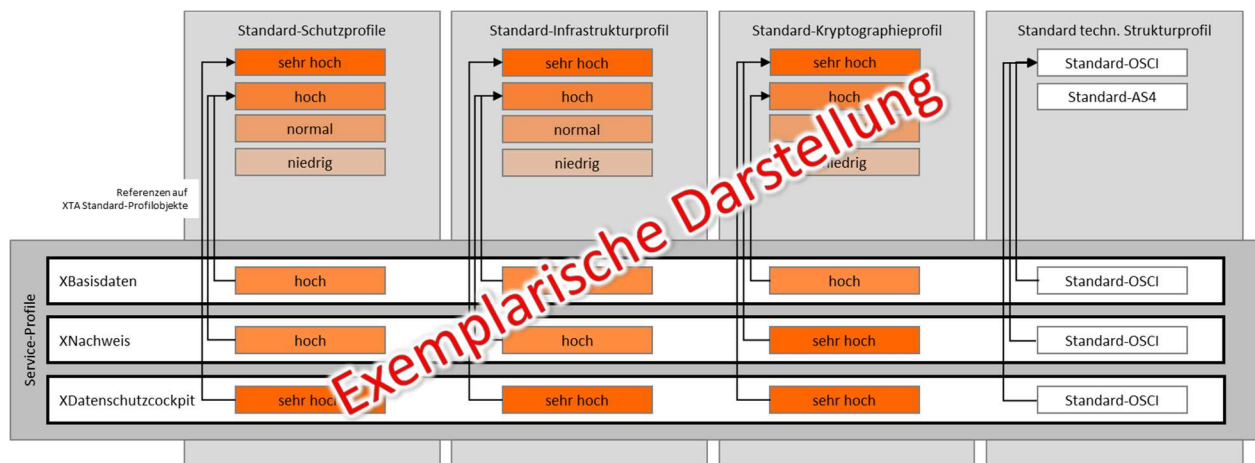 Standard-Schutzprofile Standard-Infrastrukturprofil Standard-Kryptographieprofil Standard techn. Strukturprofil
sehr hoch sehr hoch sehr hoch Standard-OSCI
hoch hoch hoch Standard-AS4
normal normal
niedrig niedrig niedrig
Referenzen auf
XTA Standard-Profilobjekte
Exemplarische Darstellung
Service-Profile
XBasisdaten hoch hoch Standard-OSCI
XNachweis hoch hoch sehr hoch Standard-OSCI
XDatenschutzcockpit sehr hoch sehr hoch sehr hoch Standard-OSCI